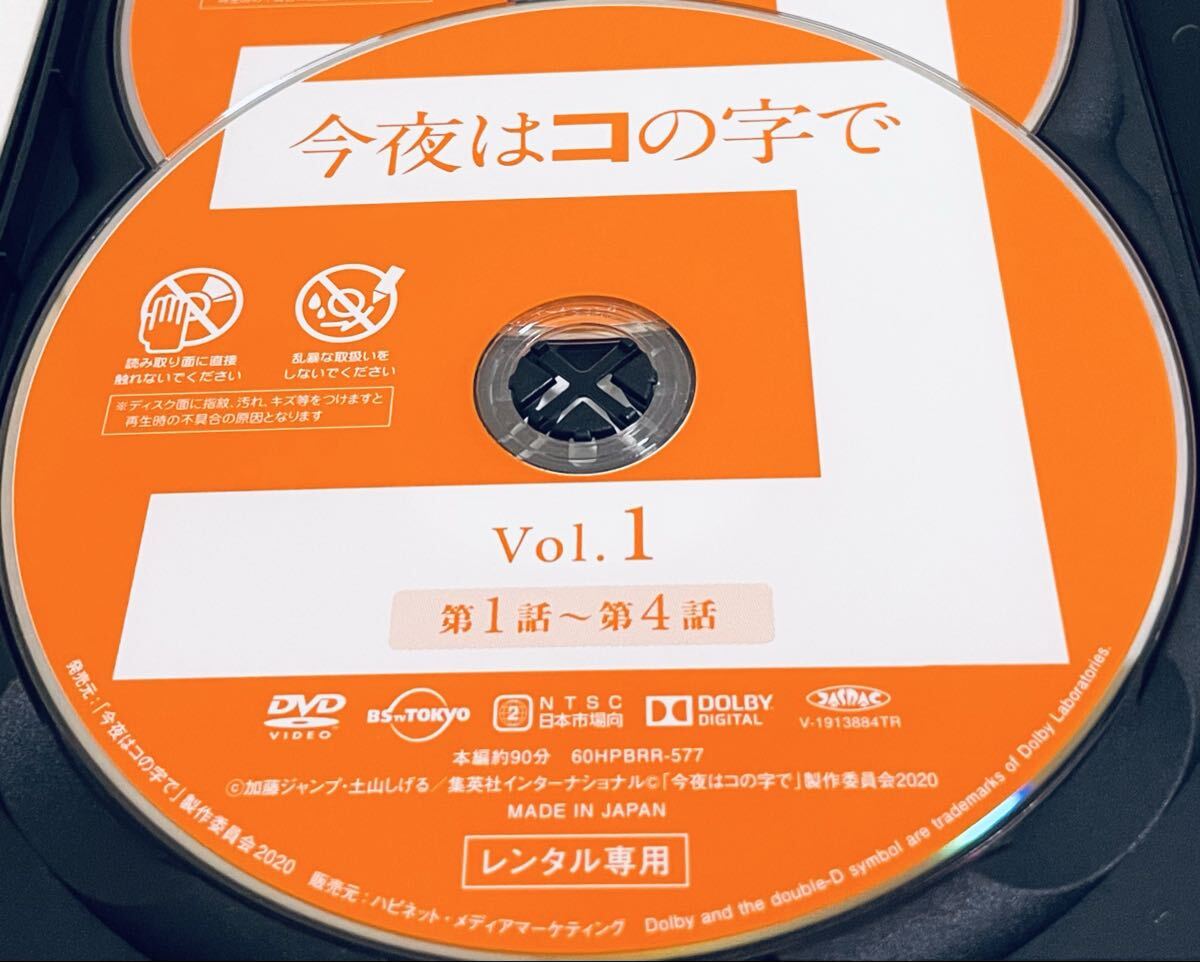 今夜はコの字で
読み取り面に直接
触れないでください
乱暴な取扱いを
しないでください
※ディスク面に指紋、汚れ、キズ等をつけますと
再生時の不具合の原因となります
Vol. 1
第1話～第4話
DVD
VIDEO
BSテレTOKYO
2
NTSC
日本市場向
DOLBY
DIGITAL
JASRAC
V-1913884TR
本編約90分 60HPBRR-577
©加藤ジャンプ・土山しげる／集英社インターナショナル©「今夜はコの字で」製作委員会2020
MADE IN JAPAN
レンタル専用
発売元：「今夜はコの字で」製作委員会2020 販売元：ハピネット・メディアマーケティング Dolby and the double-D symbol are trademarks of Dolby Laboratories.